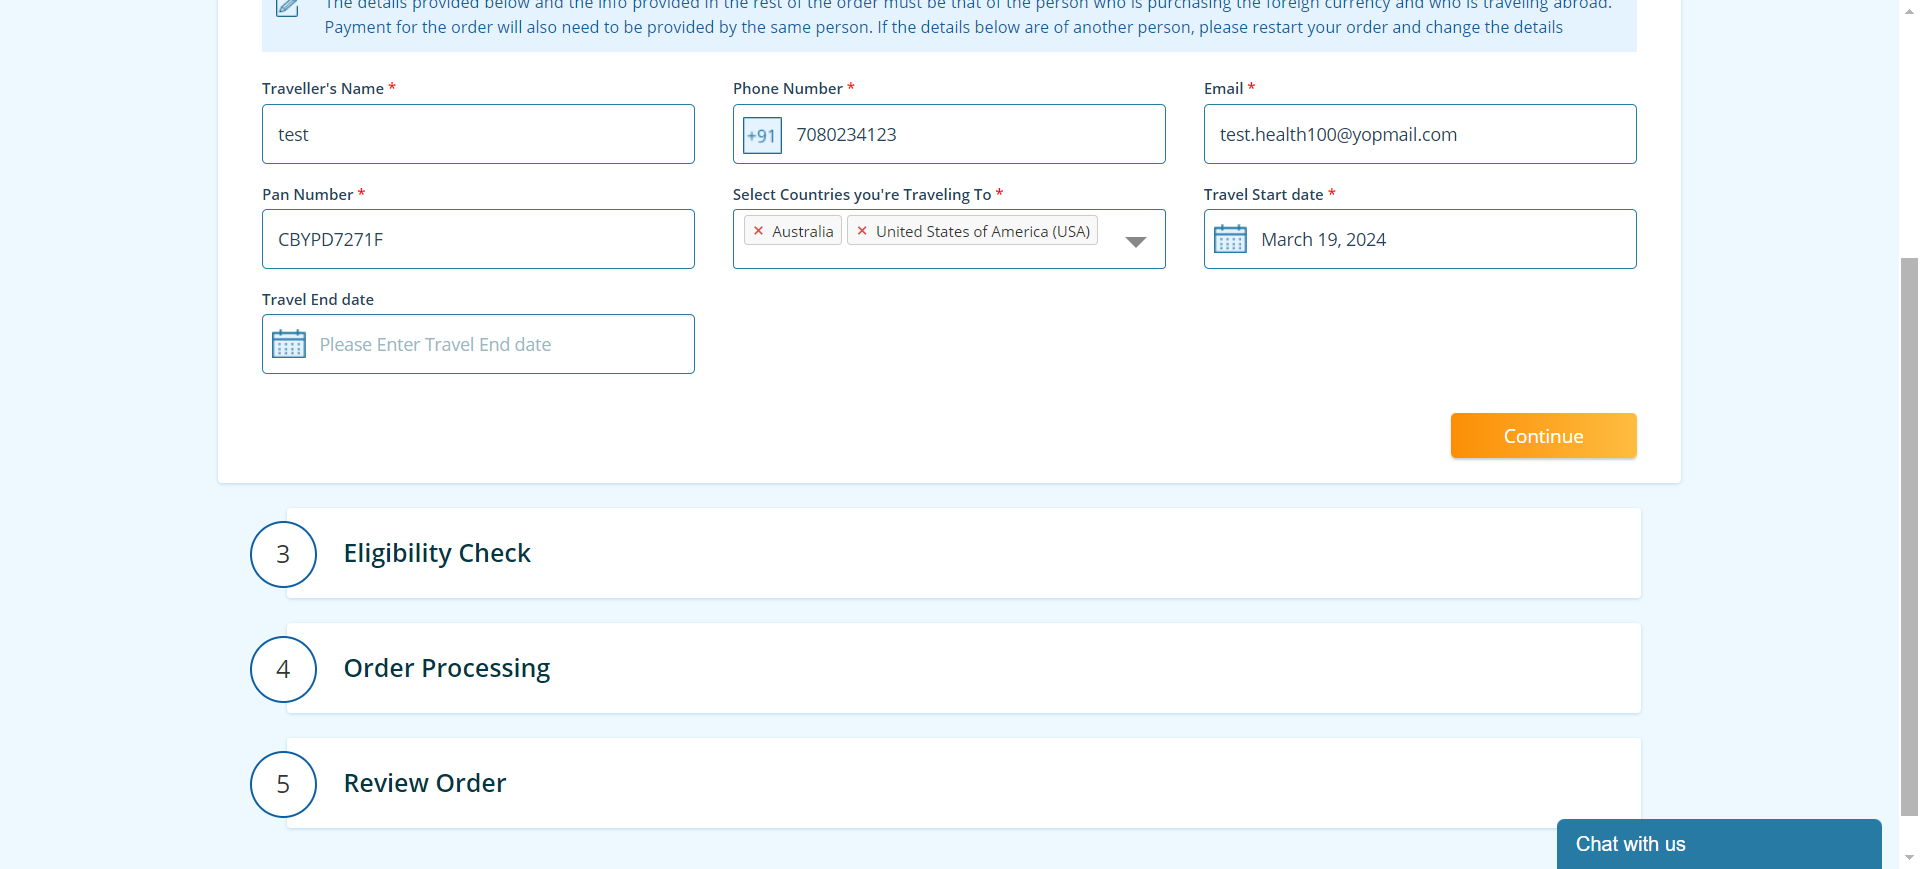 The details provided below and the info provided in the rest of the order must be that of the person who is purchasing the foreign currency and who is traveling abroad.
Payment for the order will also need to be provided by the same person. If the details below are of another person, please restart your order and change the details
Traveller's Name *
Phone Number *
Email *
test
+91 7080234123
test.health100@yopmail.com
Pan Number *
Select Countries you're Traveling To *
Travel Start date *
CBYPD7271F
× Australia × United States of America (USA)
March 19, 2024
Travel End date
Please Enter Travel End date
Continue
3 Eligibility Check
4 Order Processing
5 Review Order
Chat with us